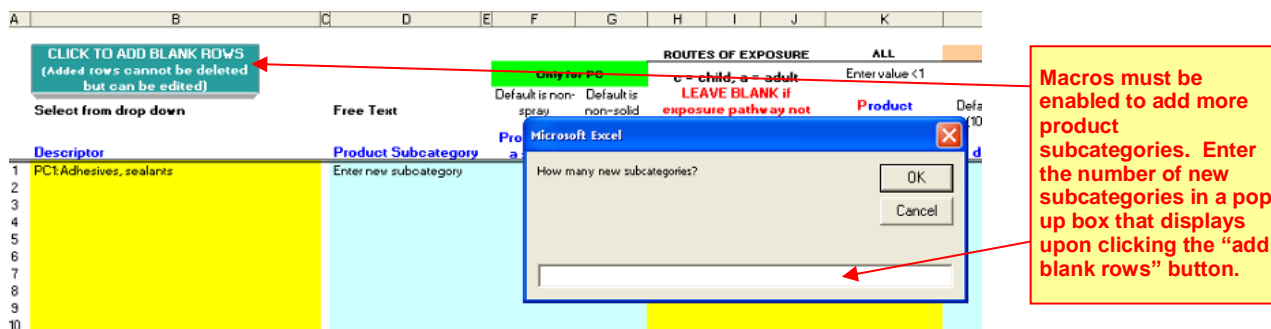 A B C D E F G H I J K
CLICK TO ADD BLANK ROWS
(Added rows cannot be deleted
but can be edited)
ROUTES OF EXPOSURE ALL
Only for PC c = child, a = adult Enter value <1
Select from drop down Free Text Default is non-spray Default is non-solid LEAVE BLANK if exposure pathway not Product Defa (10
Descriptor Product Subcategory Pro a d
1 PC1:Adhesives, sealants Enter new subcategory
2
3
4
5
6
7
8
9
10
Microsoft Excel
How many new subcategories?
OK
Cancel
Macros must be
enabled to add more
product
subcategories. Enter
the number of new
subcategories in a pop
up box that displays
upon clicking the “add
blank rows” button.